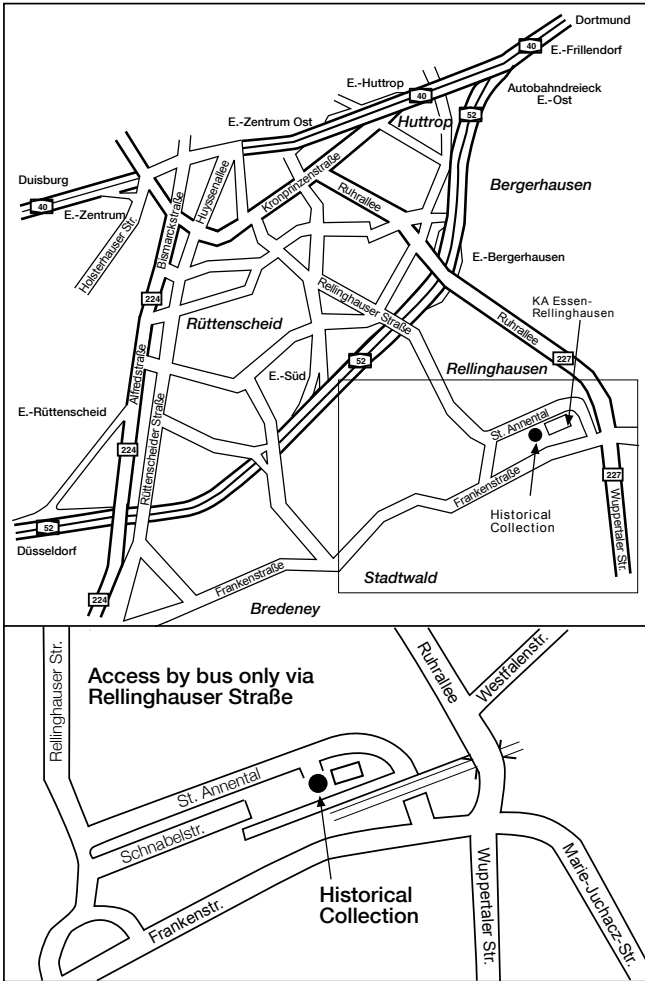 Dortmund
40
E.-Frillendorf
E.-Huttrop
40
Autobahndreieck
E.-Ost
52
E.-Zentrum Ost
Huttrop
Duisburg
40
E.-Zentrum
Holsterhauser Str.
Bismarckstraße
Huyssenallee
Kronprinzenstraße
Ruhrallee
Bergerhausen
E.-Bergerhausen
224
Rellinghauser Straße
KA Essen-
Rellinghausen
Rüttenscheid
Ruhrallee
52
227
Rellinghausen
E.-Süd
Alfredstraße
E.-Rüttenscheid
Rüttenscheider Straße
St. Annental
224
Frankenstraße
227
Historical
Collection
Wuppertaler Str.
52
Düsseldorf
Frankenstraße
Stadtwald
224
Bredeney
Rellinghauser Str.
Access by bus only via
Rellinghauser Straße
Ruhrallee
Westfalenstr.
St. Annental
Schnabelstr.
Historical
Collection
Frankenstr.
Wuppertaler Str.
Marie-Juchacz-Str.